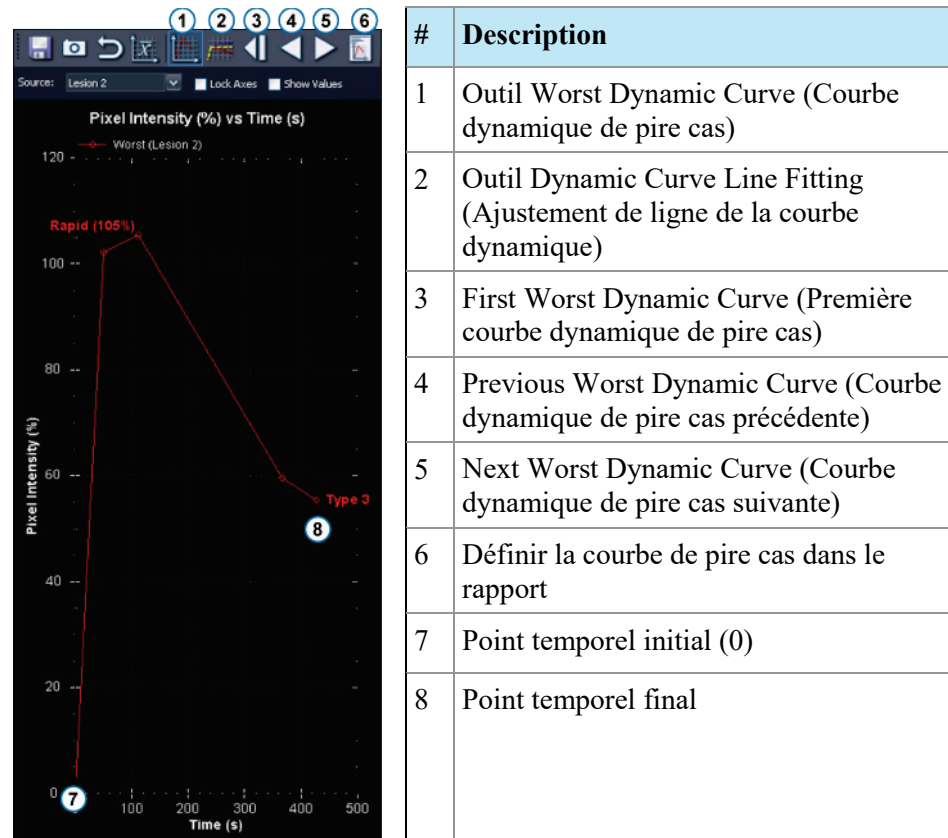 1 2 3 4 5 6
Source: Lesion 2 Lock Axes Show Values
Pixel Intensity (%) vs Time (s)
Worst (Lesion 2)
120
Rapid (105%)
100
80
Pixel Intensity (%)
60
Type 3
8
40
20
0
7
100 200 300 400 500
Time (s)
# Description
1 Outil Worst Dynamic Curve (Courbe
dynamique de pire cas)
2 Outil Dynamic Curve Line Fitting
(Ajustement de ligne de la courbe
dynamique)
3 First Worst Dynamic Curve (Première
courbe dynamique de pire cas)
4 Previous Worst Dynamic Curve (Courbe
dynamique de pire cas précédente)
5 Next Worst Dynamic Curve (Courbe
dynamique de pire cas suivante)
6 Définir la courbe de pire cas dans le
rapport
7 Point temporel initial (0)
8 Point temporel final